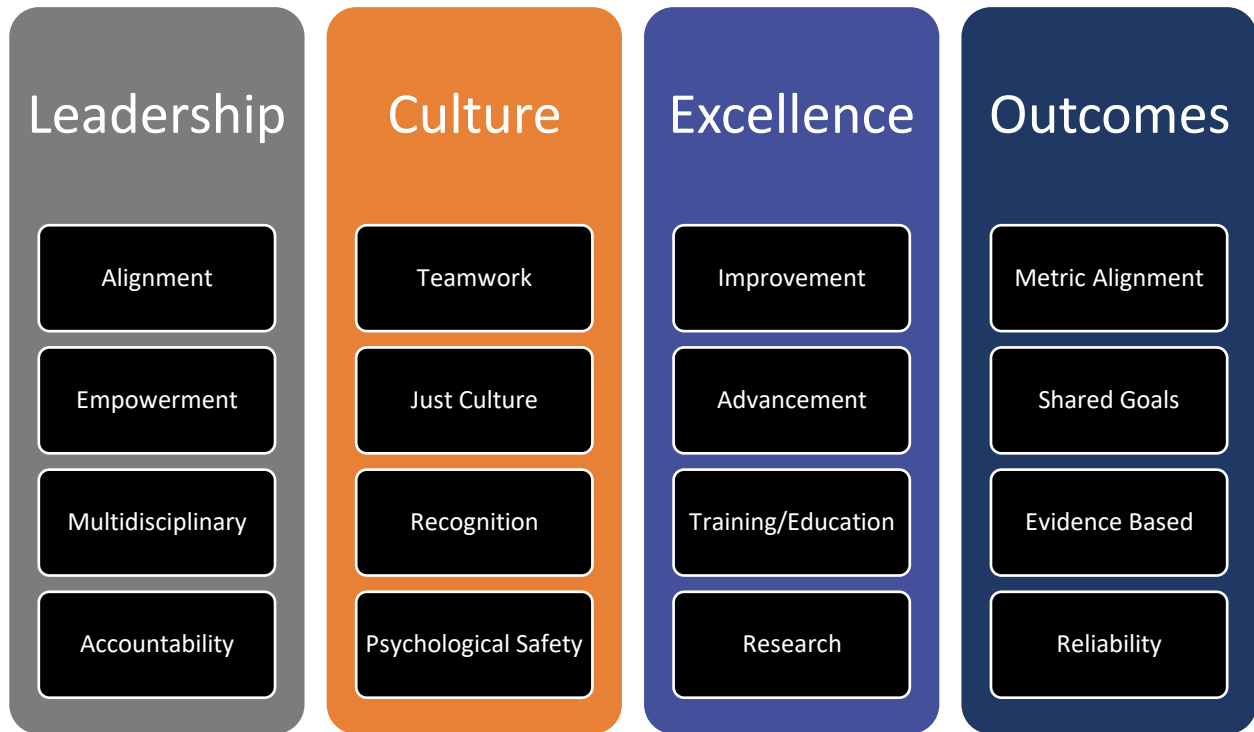 Leadership
Alignment
Empowerment
Multidisciplinary
Accountability
Culture
Teamwork
Just Culture
Recognition
Psychological Safety
Excellence
Improvement
Advancement
Training/Education
Research
Outcomes
Metric Alignment
Shared Goals
Evidence Based
Reliability